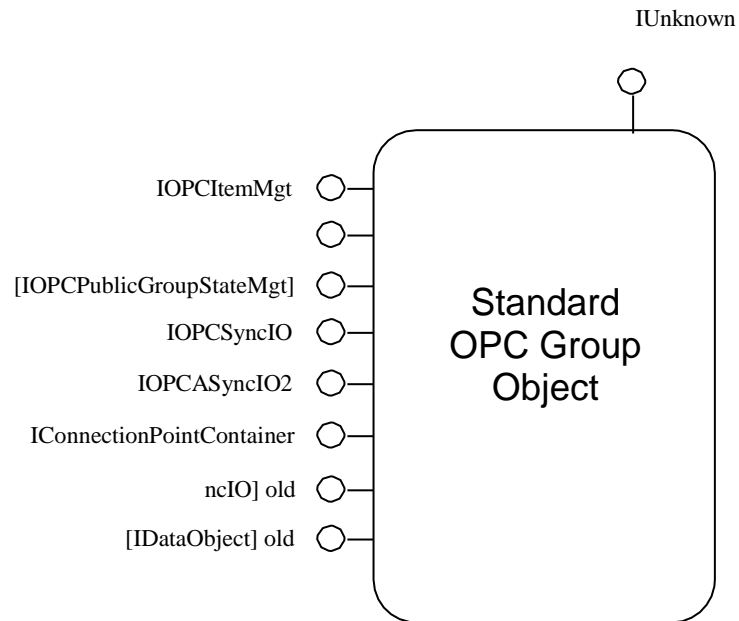 IUnknown
IOPCItemMgt
[IOPCPublicGroupStateMgt]
IOPCSyncIO
IOPCASyncIO2
IConnectionPointContainer
ncIO] old
[IDataObject] old
Standard
OPC Group
Object